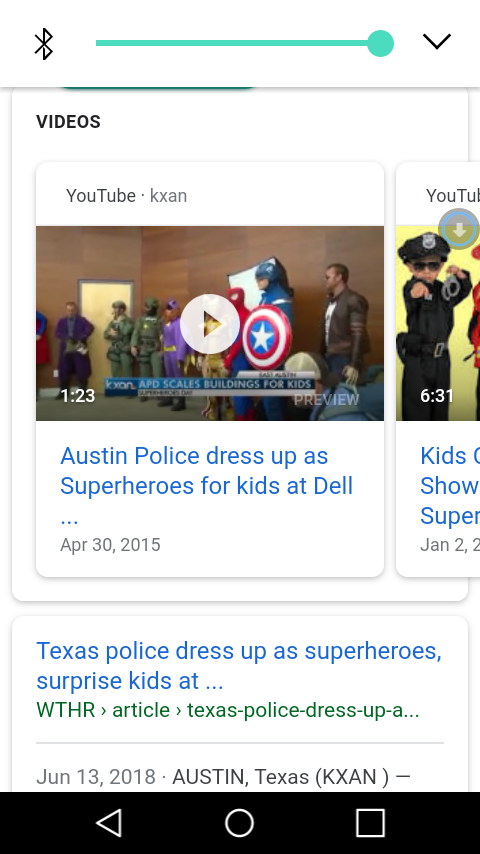 VIDEOS
YouTube · kxan
YouTub
kxan
EAST AUSTIN
APD SCALES BUILDINGS FOR KIDS
SUPERHEROES DAY
1:23
PREVIEW
6:31
Austin Police dress up as
Superheroes for kids at Dell
...
Apr 30, 2015
Kids C
Show
Super
Jan 2, 2
Texas police dress up as superheroes,
surprise kids at ...
WTHR › article › texas-police-dress-up-a...
Jun 13, 2018 · AUSTIN, Texas (KXAN ) —